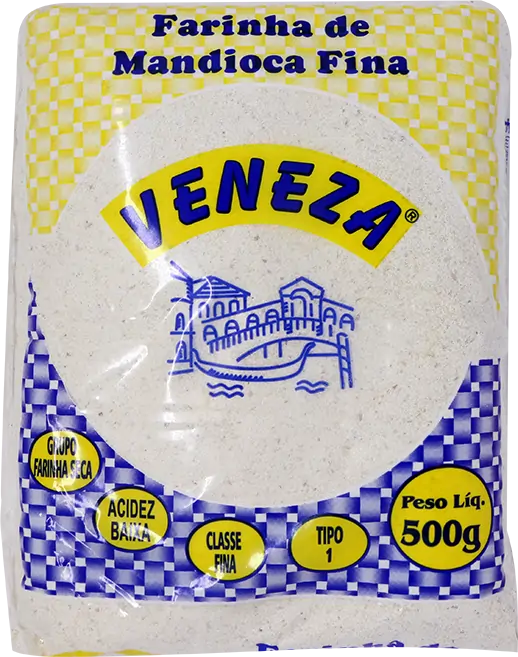 Farinha de
Mandioca Fina
VENEZA®
GRUPO
FARINHA SECA
ACIDEZ
BAIXA
CLASSE
FINA
TIPO
1
Peso Líq.
500g